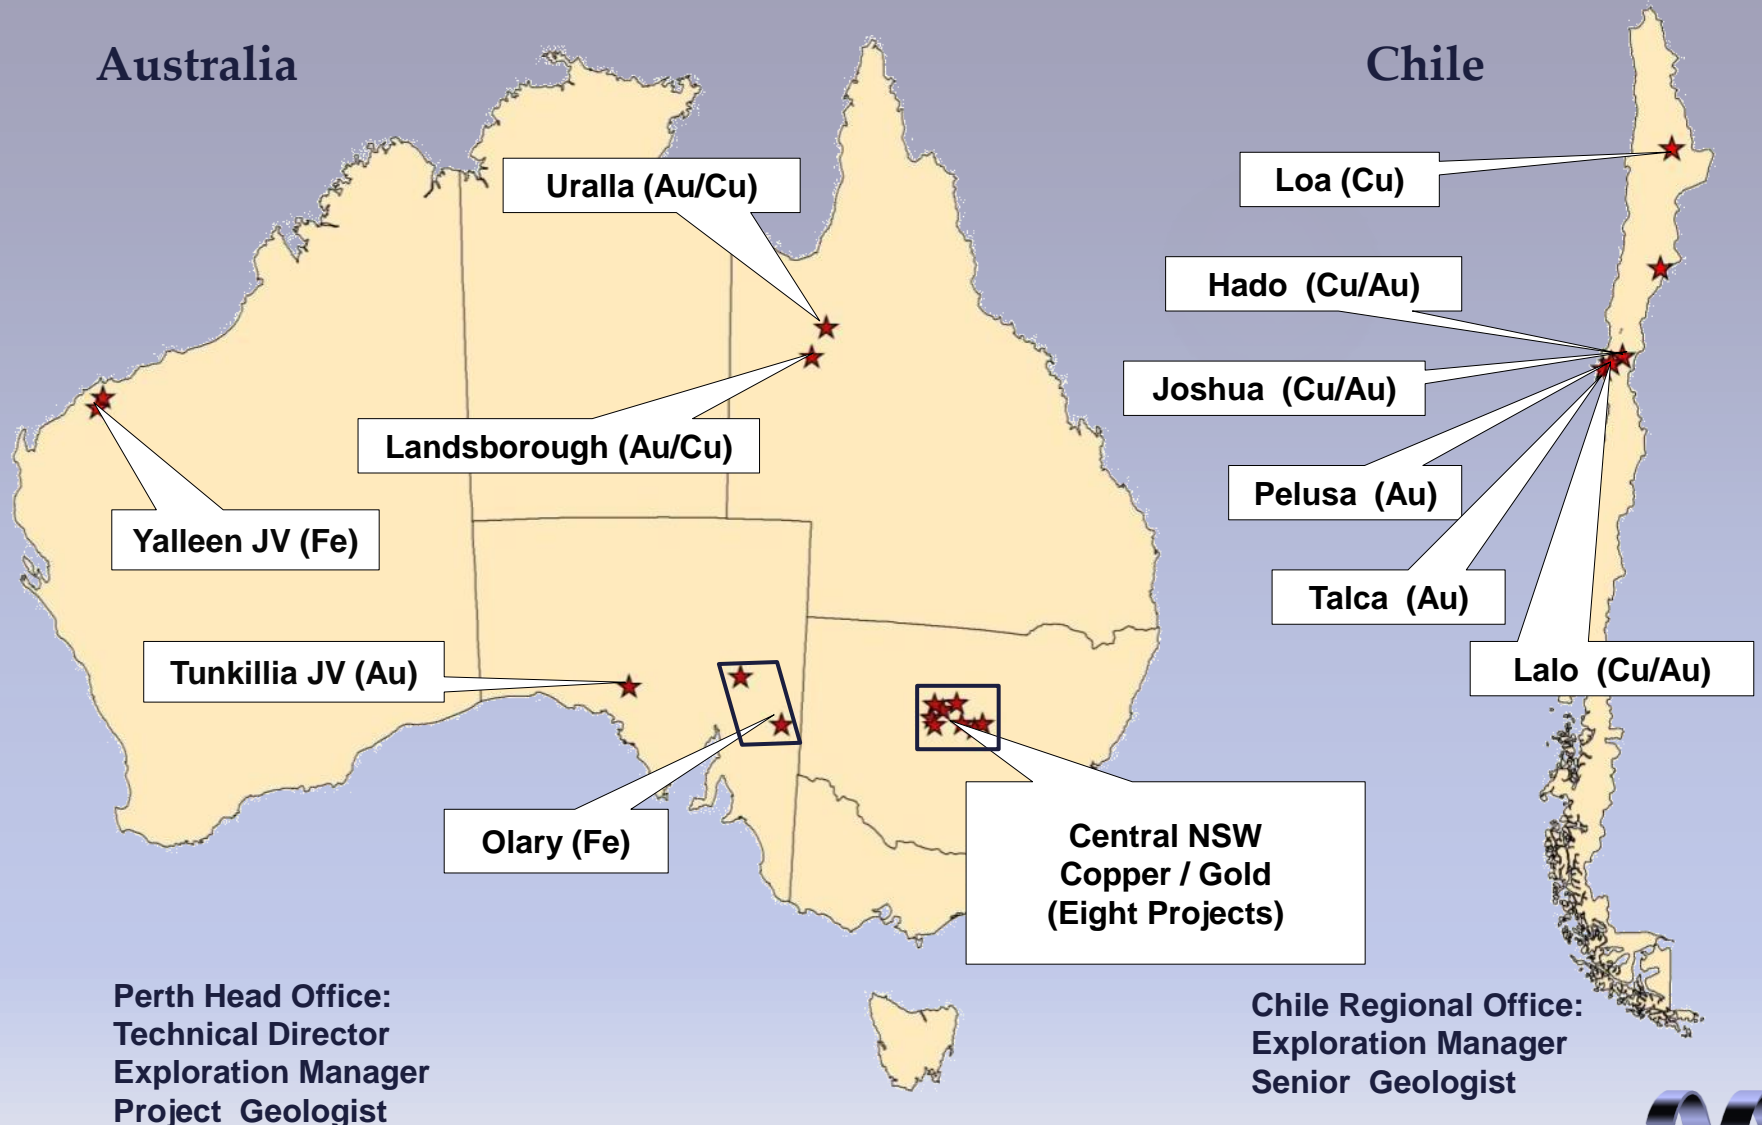 Australia
Chile
Uralla (Au/Cu)
Loa (Cu)
Hado (Cu/Au)
Joshua (Cu/Au)
Landsborough (Au/Cu)
Pelusa (Au)
Yalleen JV (Fe)
Talca (Au)
Tunkillia JV (Au)
Lalo (Cu/Au)
Olary (Fe)
Central NSW
Copper / Gold
(Eight Projects)
Perth Head Office:
Technical Director
Exploration Manager
Project Geologist
Chile Regional Office:
Exploration Manager
Senior Geologist